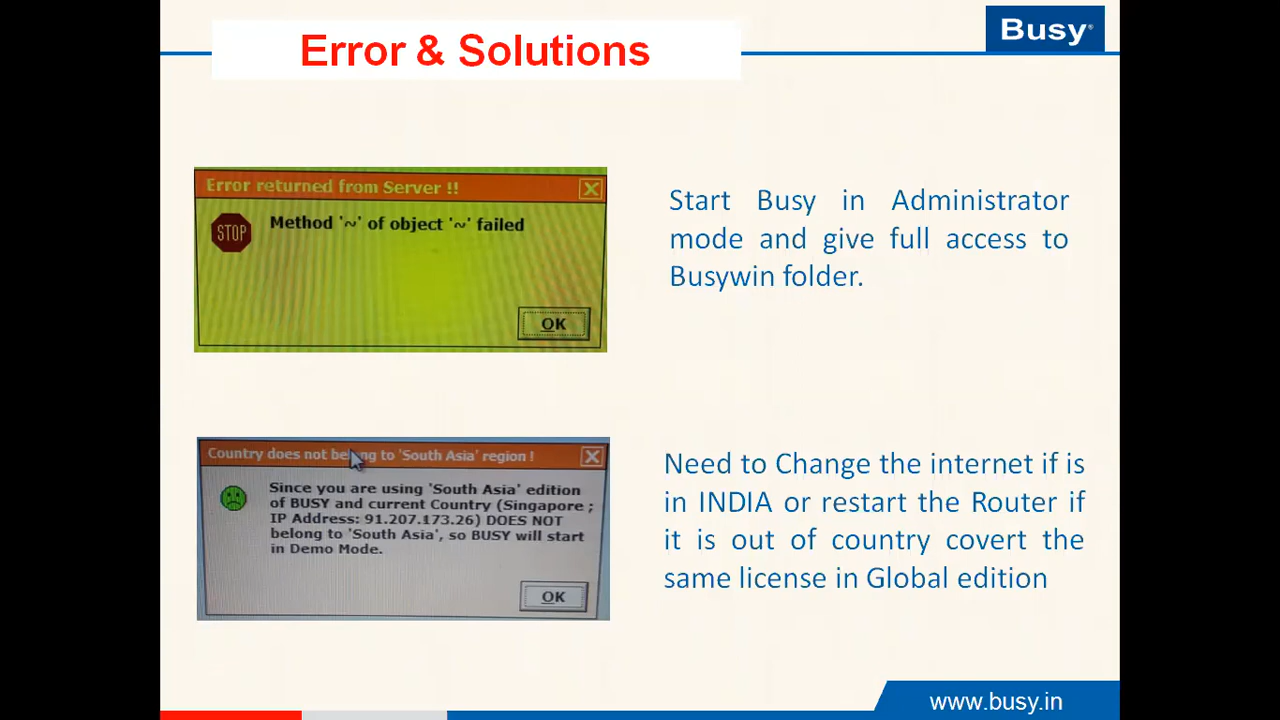 Busy
Error & Solutions
Error returned from Server !!
Method '~' of object '~' failed
STOP
OK
Start Busy in Administrator
mode and give full access to
Busywin folder.
Country does not belong to 'South Asia' region !
Since you are using 'South Asia' edition
of BUSY and current Country (Singapore ;
IP Address: 91.207.173.26) DOES NOT
belong to 'South Asia', so BUSY will start
in Demo Mode.
OK
Need to Change the internet if is
in INDIA or restart the Router if
it is out of country covert the
same license in Global edition
www.busy.in